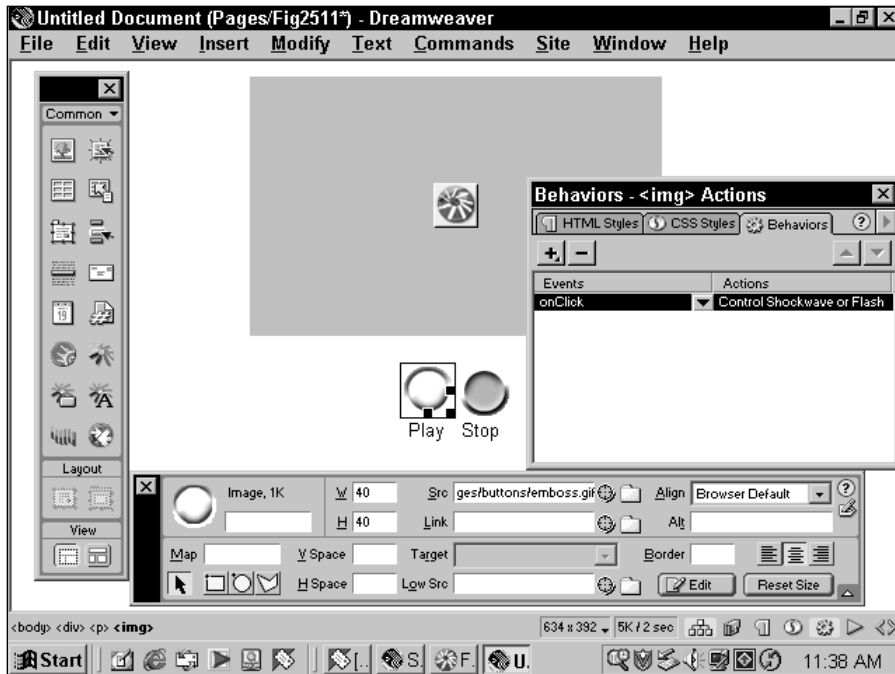 Untitled Document (Pages/Fig2511*) - Dreamweaver
File Edit View Insert Modify Text Commands Site Window Help
Common
Behaviors - <img> Actions
HTML Styles CSS Styles Behaviors ?
+ -
Events Actions
onClick Control Shockwave or Flash
19
Play Stop
Layout
View
Image, 1K W 40 Src ges/buttons/emboss.gif Align Browser Default ?
H 40 Link Alt
Map V Space Target Border
H Space Low Src Edit Reset Size
<body> <div> <p> <img> 634 x 392 5K / 2 sec
Start [.. S. F. U. 11:38 AM